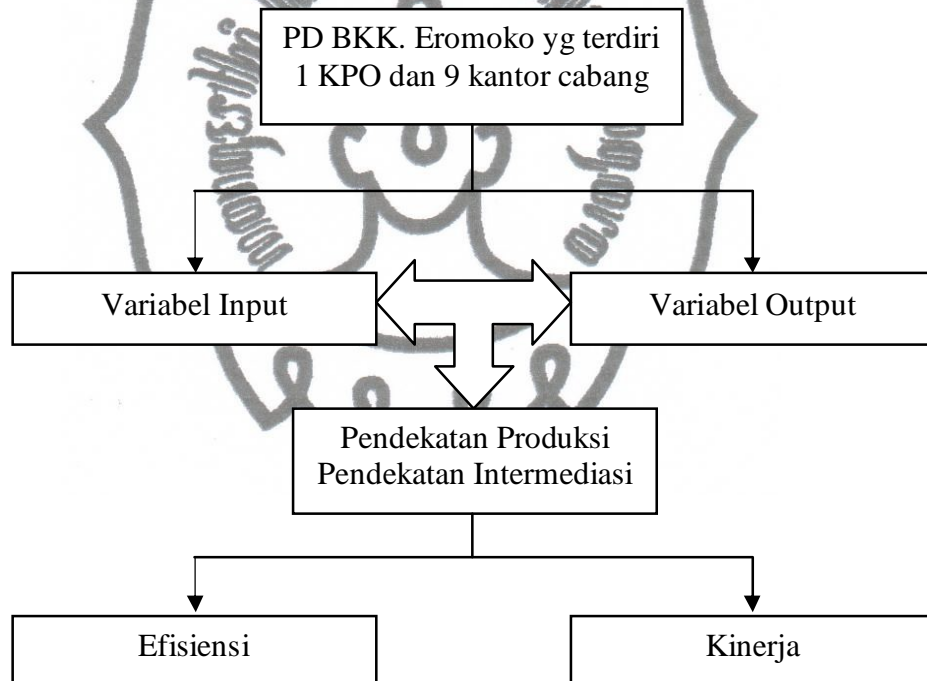 PD BKK. Eromoko yg terdiri
1 KPO dan 9 kantor cabang
Variabel Input
Variabel Output
Pendekatan Produksi
Pendekatan Intermediasi
Efisiensi
Kinerja